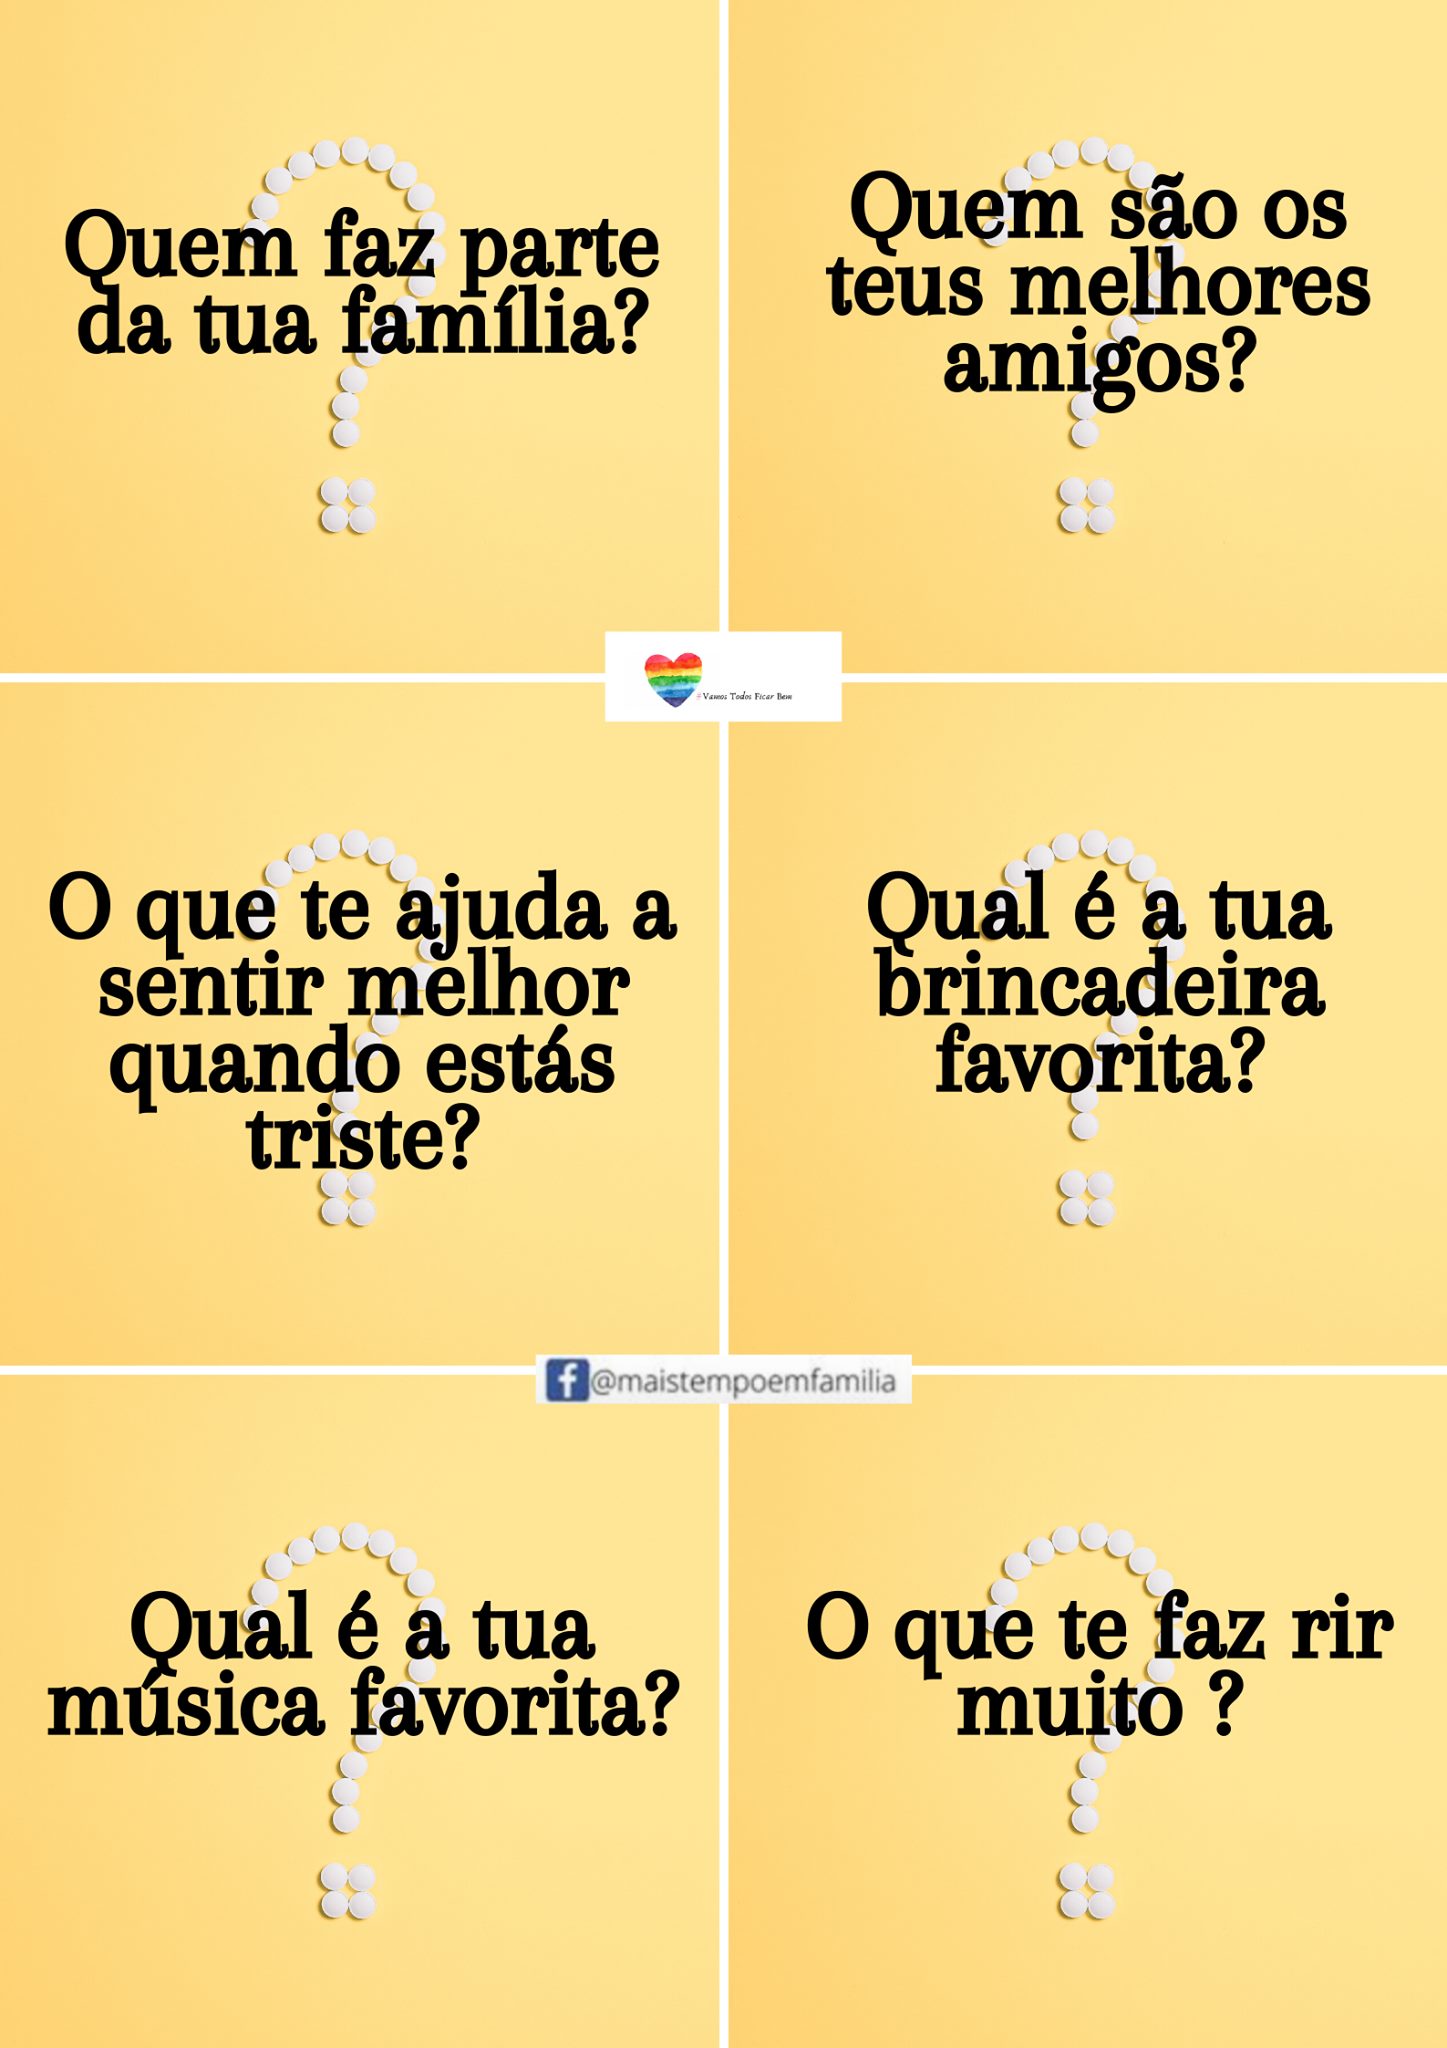 Quem faz parte
da tua família?
Quem são os
teus melhores
amigos?
#Vamos Todos Ficar Bem
O que te ajuda a
sentir melhor
quando estás
triste?
Qual é a tua
brincadeira
favorita?
f @maistempoemfamilia
Qual é a tua
música favorita?
O que te faz rir
muito ?